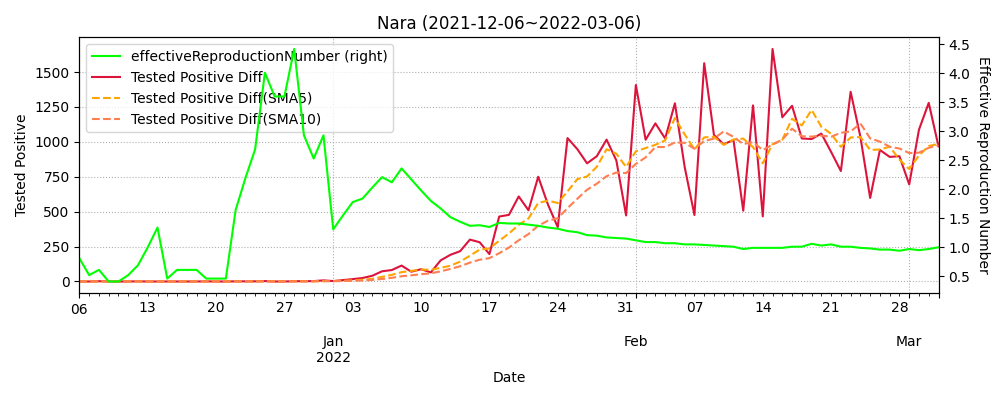 Nara (2021-12-06~2022-03-06)
effectiveReproductionNumber (right)
Tested Positive Diff
Tested Positive Diff(SMA5)
Tested Positive Diff(SMA10)
Tested Positive
1500
1250
1000
750
500
250
0
4.5
4.0
3.5
3.0
2.5
2.0
1.5
1.0
0.5
Effective Reproduction Number
06 13 20 27 03 10 17 24 31 07 14 21 28
Jan Feb Mar
2022
Date